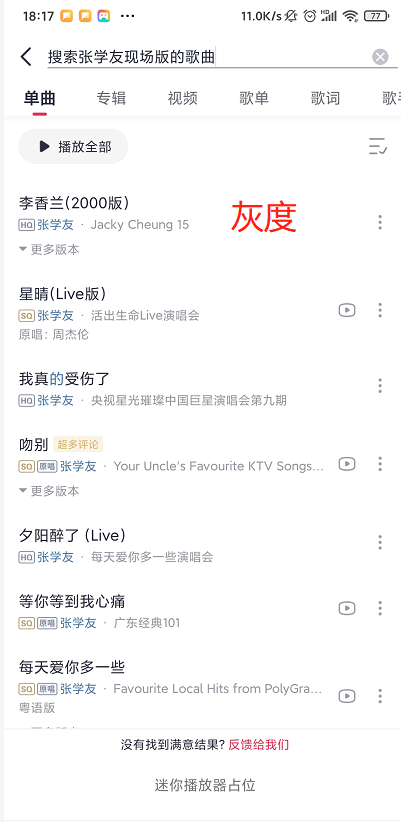 18:17 ··· 11.0K/s HD 77
搜索张学友现场版的歌曲
单曲 专辑 视频 歌单 歌词 歌手
播放全部
李香兰(2000版)
灰度
HQ 张学友 · Jacky Cheung 15
更多版本
星晴(Live版)
SQ 张学友 · 活出生命Live演唱会
原唱：周杰伦
我真的受伤了
HQ 张学友 · 央视星光璀璨中国巨星演唱会第九期
吻别 超多评论
SQ 原唱 张学友 · Your Uncle's Favourite KTV Songs...
更多版本
夕阳醉了 (Live)
HQ 张学友 · 每天爱你多一些演唱会
等你等到我心痛
SQ 原唱 张学友 · 广东经典101
每天爱你多一些
SQ 原唱 张学友 · Favourite Local Hits from PolyGra...
粤语版
没有找到满意结果? 反馈给我们
迷你播放器占位